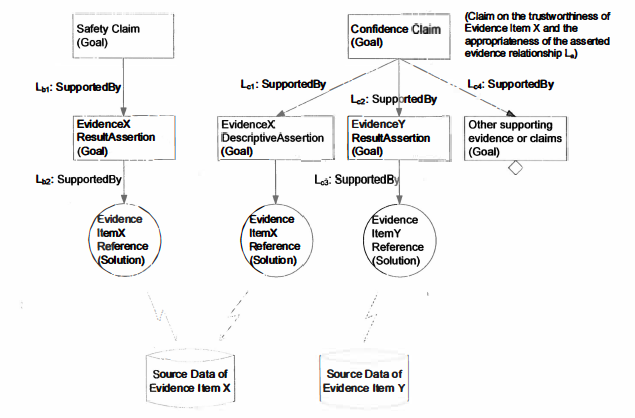 Safety Claim
(Goal)
Confidence Claim
(Goal)
(Claim on the trustworthiness of
Evidence Item X and the
appropriateness of the asserted
evidence relationship Lₐ)
Lb1: SupportedBy
Lc1: SupportedBy
Lc2: SupportedBy
Lc4: SupportedBy
EvidenceX
ResultAssertion
(Goal)
EvidenceX
DescriptiveAssertion
(Goal)
EvidenceY
ResultAssertion
(Goal)
Other supporting
evidence or claims
(Goal)
Lb2: SupportedBy
Lc3: SupportedBy
Evidence
ItemX
Reference
(Solution)
Evidence
ItemX
Reference
(Solution)
Evidence
ItemY
Reference
(Solution)
Source Data of
Evidence Item X
Source Data of
Evidence Item Y